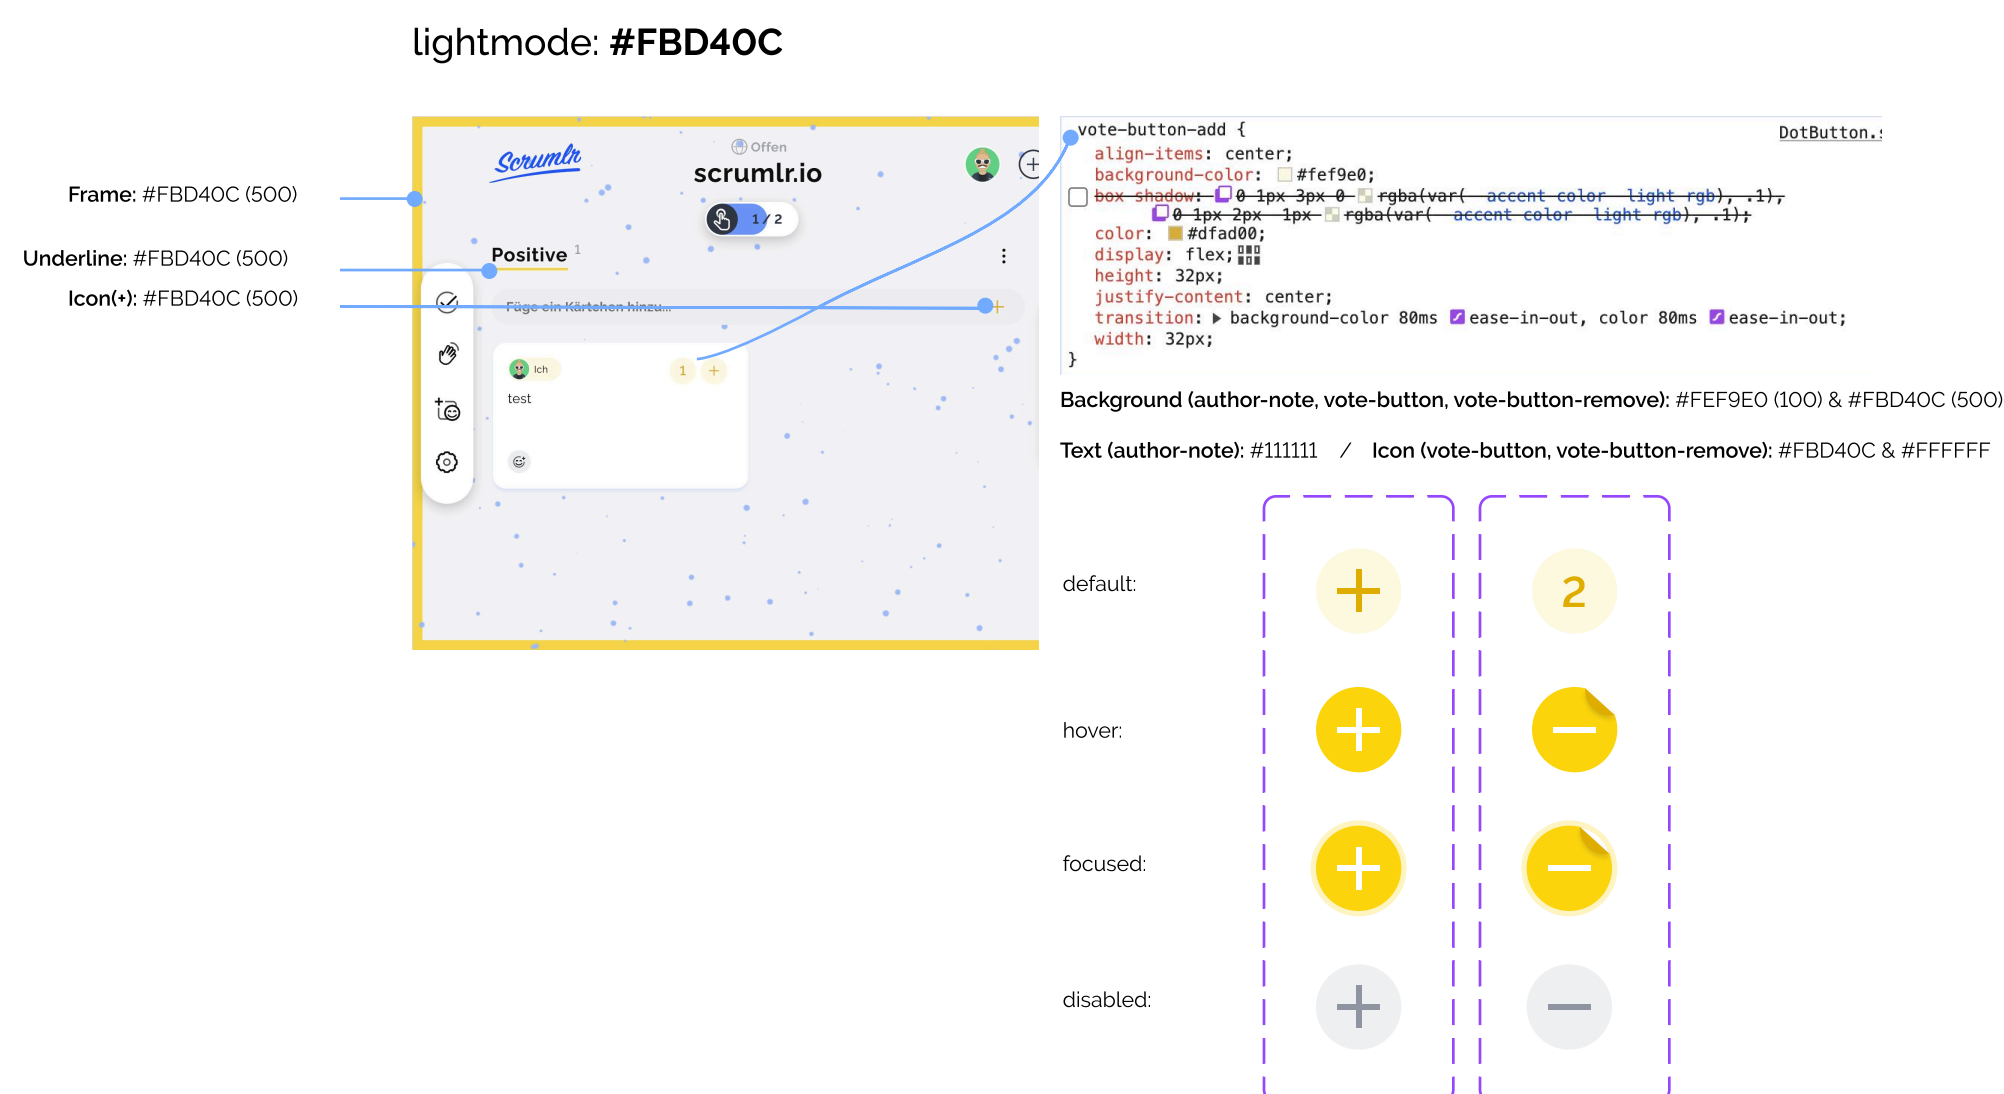 lightmode: #FBD40C
Frame: #FBD40C (500)
Underline: #FBD40C (500)
Icon(+): #FBD40C (500)
Scrumlr
Offen
scrumlr.io
1 / 2
Positive 1
Füge ein Kärtchen hinzu...
Ich
1 +
test
vote-button-add {
DotButton.s
align-items: center;
background-color: #fef9e0;
box-shadow: 0 1px 3px 0 rgba(var(--accent-color--light-rgb), .1),
0 1px 2px -1px rgba(var(--accent-color--light-rgb), .1);
color: #dfad00;
display: flex;
height: 32px;
justify-content: center;
transition: background-color 80ms ease-in-out, color 80ms ease-in-out;
width: 32px;
}
Background (author-note, vote-button, vote-button-remove): #FEF9E0 (100) & #FBD40C (500)
Text (author-note): #111111 / Icon (vote-button, vote-button-remove): #FBD40C & #FFFFFF
default:
2
hover:
focused:
disabled: